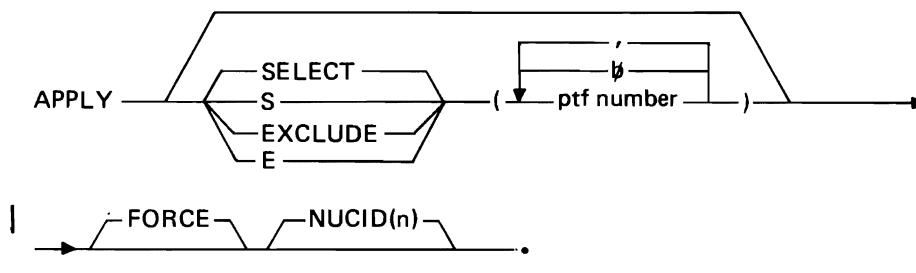 ,
ƀ
SELECT
APPLY S ( ptf number )
EXCLUDE
E
| FORCE NUCID(n) .